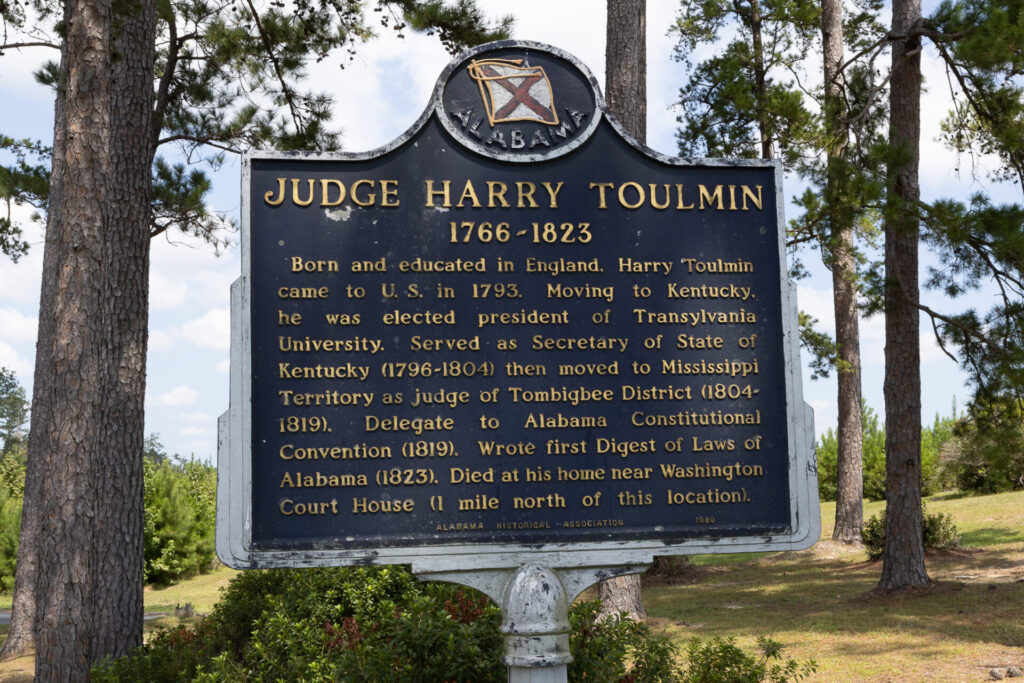 ALABAMA
JUDGE HARRY TOULMIN
1766-1823
Born and educated in England, Harry Toulmin
came to U. S. in 1793. Moving to Kentucky,
he was elected president of Transylvania
University. Served as Secretary of State of
Kentucky (1796-1804) then moved to Mississippi
Territory as judge of Tombigbee District (1804-
1819). Delegate to Alabama Constitutional
Convention (1819). Wrote first Digest of Laws of
Alabama (1823). Died at his home near Washington
Court House (1 mile north of this location).
ALABAMA HISTORICAL ASSOCIATION 1980